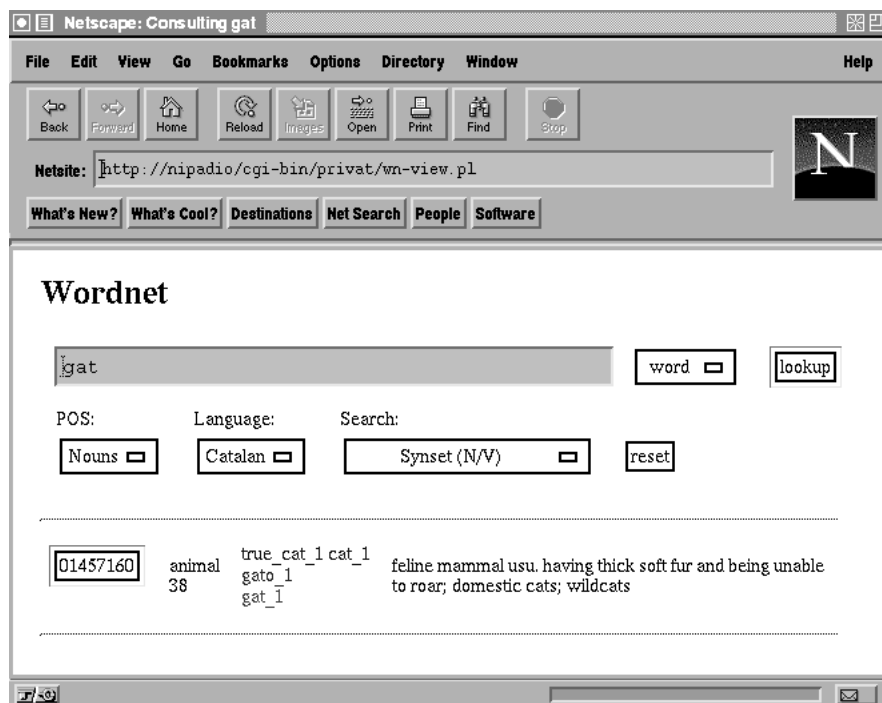 Netscape: Consulting gat
File Edit View Go Bookmarks Options Directory Window Help
Back Forward Home Reload Images Open Print Find Stop
Netsite: http://nipadio/cgi-bin/privat/wn-view.pl
N
What's New? What's Cool? Destinations Net Search People Software
Wordnet
gat word lookup
POS: Language: Search:
Nouns Catalan Synset (N/V) reset
01457160 animal
38
true_cat_1 cat_1
gato_1
gat_1
feline mammal usu. having thick soft fur and being unable
to roar; domestic cats; wildcats